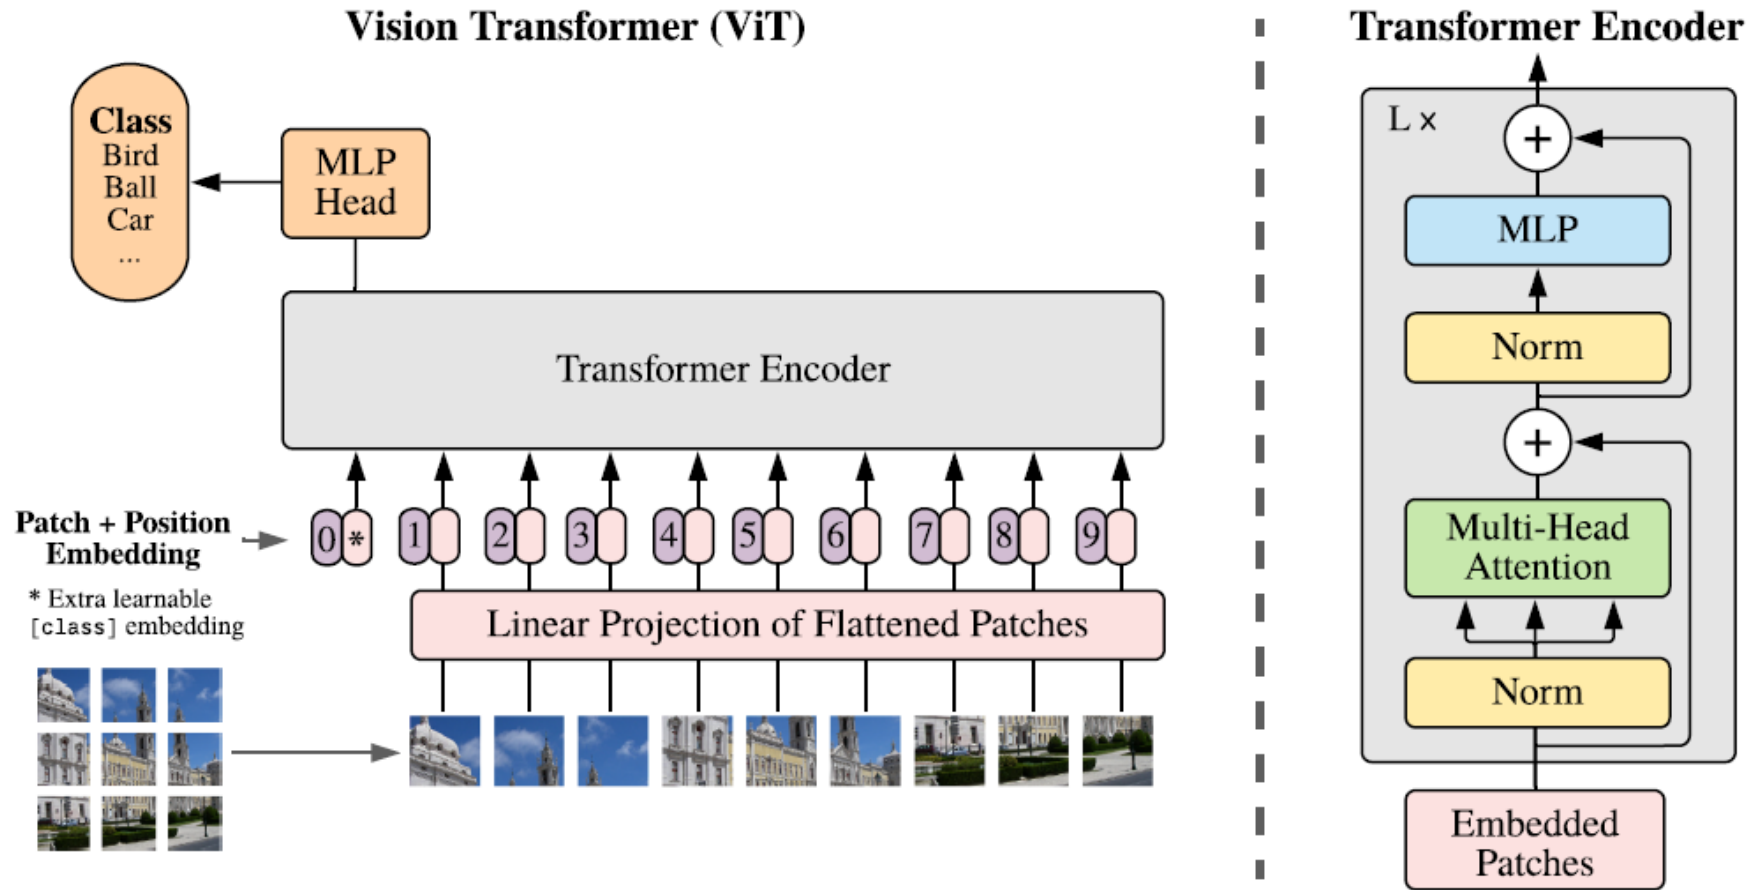 Vision Transformer (ViT)
Class
Bird
Ball
Car
...
MLP
Head
Transformer Encoder
Patch + Position
Embedding
0 * 1 2 3 4 5 6 7 8 9
* Extra learnable
[class] embedding
Linear Projection of Flattened Patches
Transformer Encoder
L x
+
MLP
Norm
+
Multi-Head
Attention
Norm
Embedded
Patches